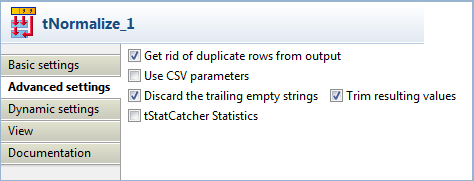 tNormalize_1
Basic settings
Advanced settings
Dynamic settings
View
Documentation
Get rid of duplicate rows from output
Use CSV parameters
Discard the trailing empty strings Trim resulting values
tStatCatcher Statistics